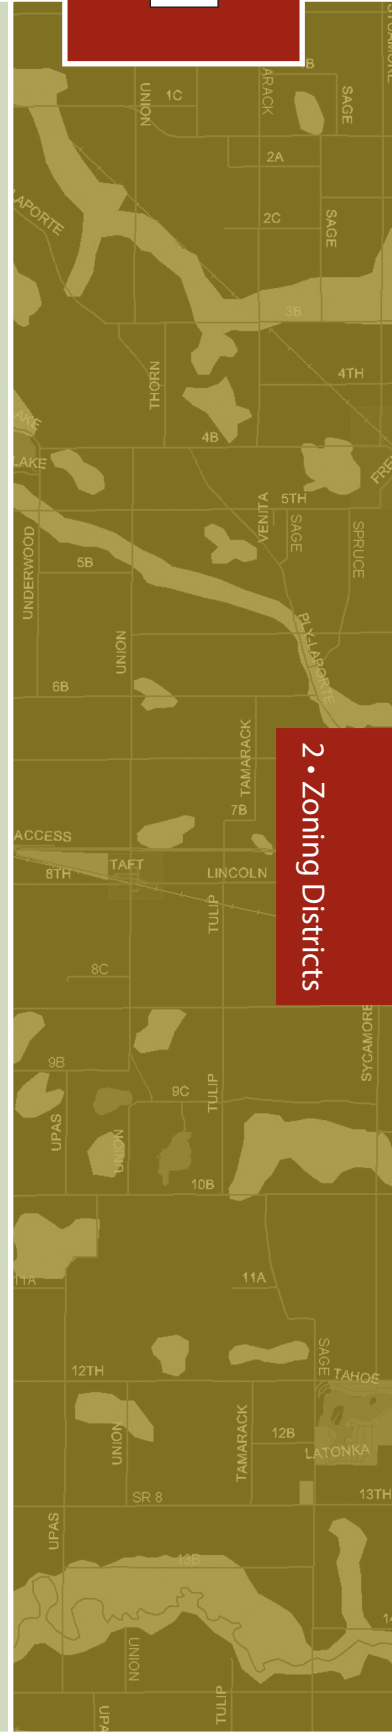 SYCAMORE
1C
UNION
SAGE
2A
2C
SAGE
LAPORTE
3B
THORN
4TH
4B
LAKE
5TH
VENITA
SAGE
SPRUCE
UNDERWOOD
5B
PLY-LAPORTE
UNION
6B
TAMARACK
2 • Zoning Districts
7B
ACCESS
8TH
TAFT
LINCOLN
TULIP
8C
SYCAMORE
9B
9C
TULIP
UPAS
UNION
10B
11A
11A
12TH
SAGE
TAHOE
UNION
TAMARACK
12B
LATONKA
SR 8
13TH
UPAS
13B
UNION
TULIP